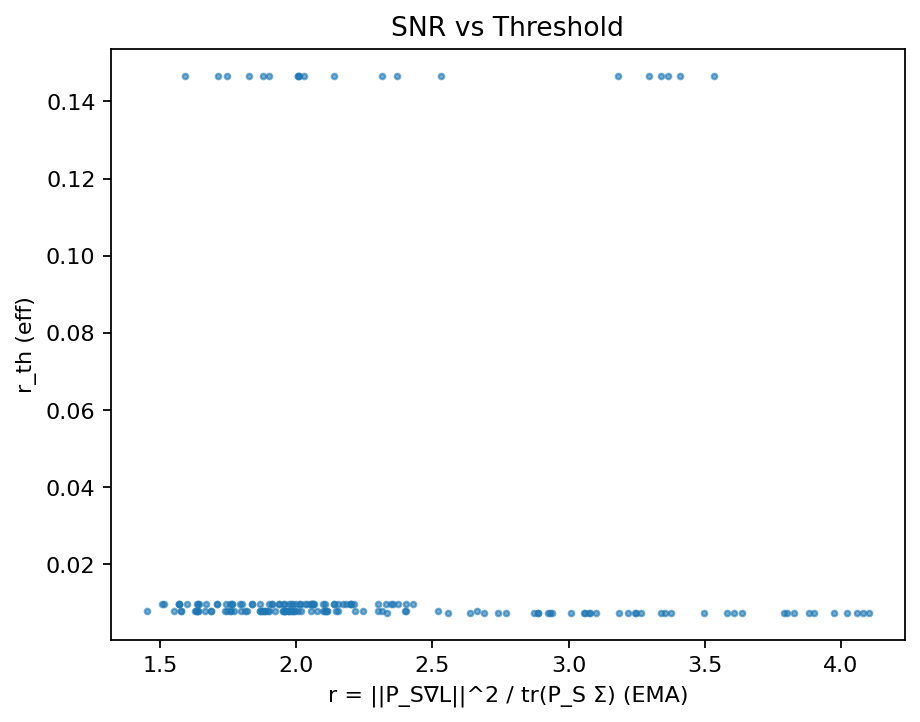 SNR vs Threshold
r_th (eff)
0.14
0.12
0.10
0.08
0.06
0.04
0.02
1.5 2.0 2.5 3.0 3.5 4.0
r = ||P_S∇L||^2 / tr(P_S Σ) (EMA)